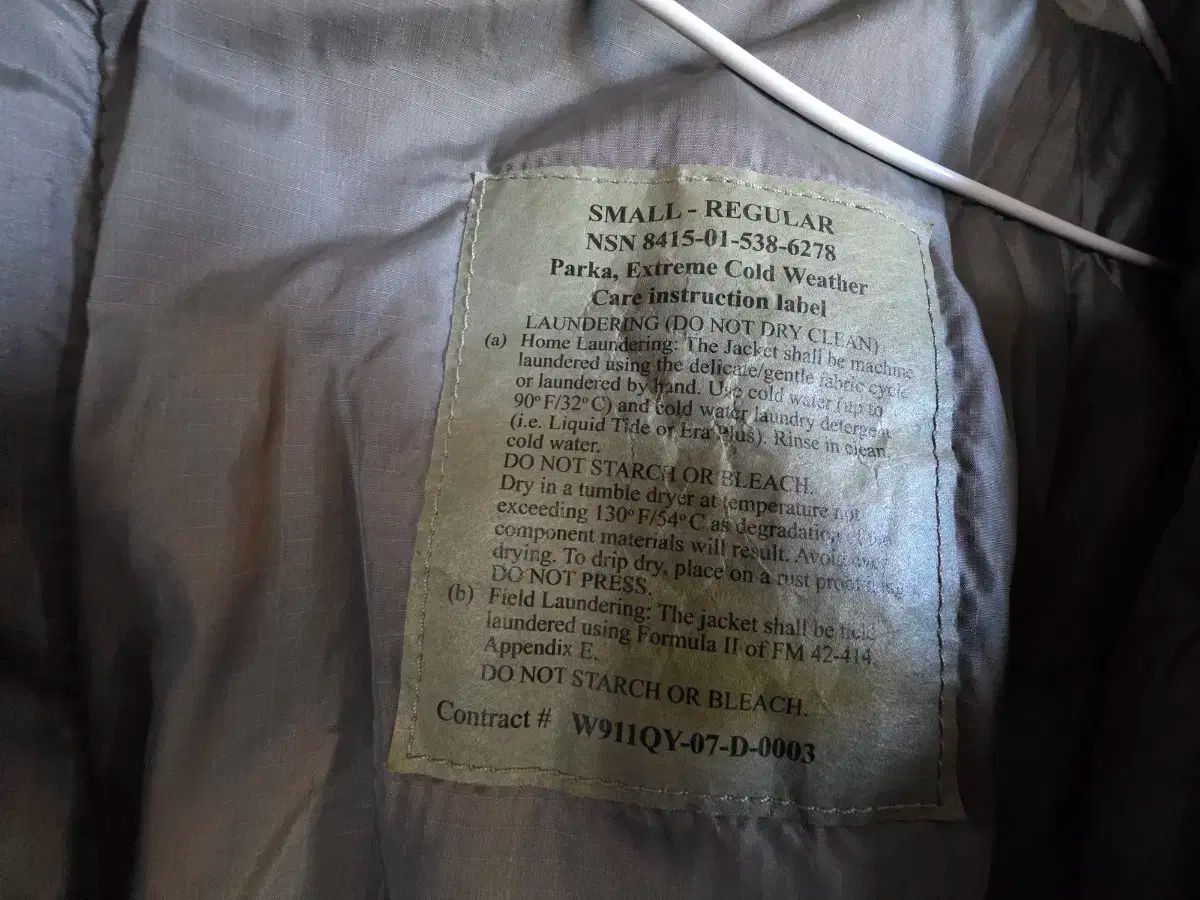 SMALL - REGULAR
NSN 8415-01-538-6278
Parka, Extreme Cold Weather
Care instruction label
LAUNDERING (DO NOT DRY CLEAN)
(a) Home Laundering: The Jacket shall be machine
laundered using the delicate/gentle fabric cycle
or laundered by hand. Use cold water (up to
90° F/32° C) and cold water laundry detergent
(i.e. Liquid Tide or Era Plus). Rinse in clean,
cold water.
DO NOT STARCH OR BLEACH.
Dry in a tumble dryer at temperature not
exceeding 130° F/54° C as degradation
component materials will result. Avoid
drying. To drip dry, place on a rust proof
DO NOT PRESS.
(b) Field Laundering: The jacket shall be field
laundered using Formula II of FM 42-414,
Appendix E.
DO NOT STARCH OR BLEACH.
Contract # W911QY-07-D-0003